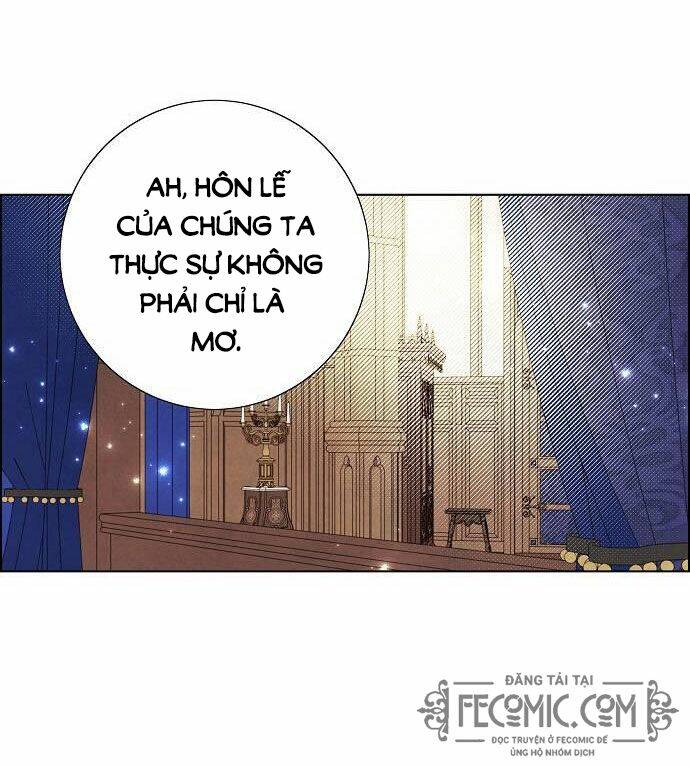 AH, HÔN LỄ
CỦA CHÚNG TA
THỰC SỰ KHÔNG
PHẢI CHỈ LÀ
MƠ.
ĐĂNG TẢI TẠI
FECOMIC.COM
ĐỌC TRUYỆN Ở FECOMIC ĐỂ
ỦNG HỘ NHÓM DỊCH